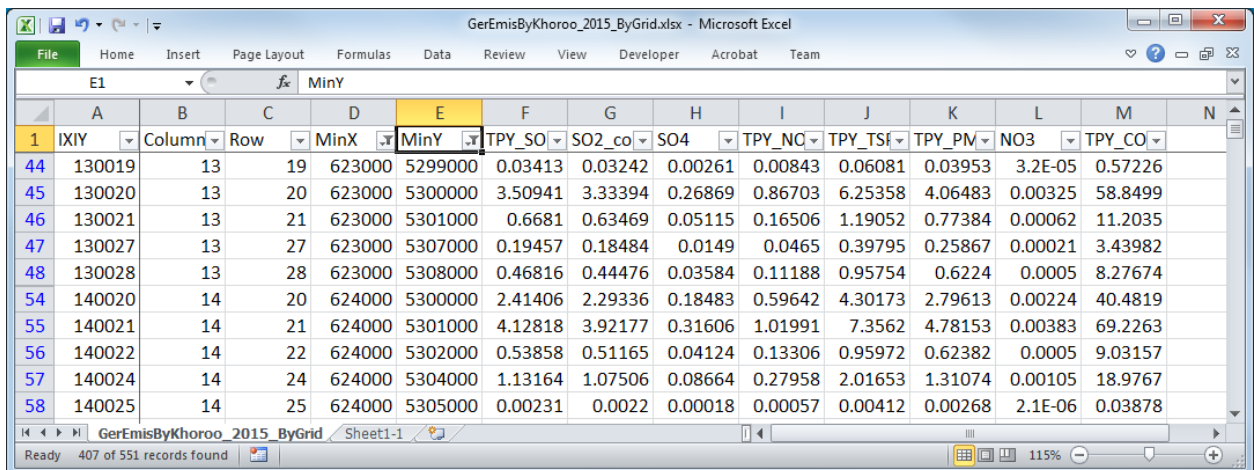 GerEmisByKhoroo_2015_ByGrid.xlsx - Microsoft Excel
File Home Insert Page Layout Formulas Data Review View Developer Acrobat Team
E1 fx MinY
A B C D E F G H I J K L M N
1 IXIY Column Row MinX MinY TPY_SO SO2_co SO4 TPY_NO TPY_TSF TPY_PM NO3 TPY_CO
44 130019 13 19 623000 5299000 0.03413 0.03242 0.00261 0.00843 0.06081 0.03953 3.2E-05 0.57226
45 130020 13 20 623000 5300000 3.50941 3.33394 0.26869 0.86703 6.25358 4.06483 0.00325 58.8499
46 130021 13 21 623000 5301000 0.6681 0.63469 0.05115 0.16506 1.19052 0.77384 0.00062 11.2035
47 130027 13 27 623000 5307000 0.19457 0.18484 0.0149 0.0465 0.39795 0.25867 0.00021 3.43982
48 130028 13 28 623000 5308000 0.46816 0.44476 0.03584 0.11188 0.95754 0.6224 0.0005 8.27674
54 140020 14 20 624000 5300000 2.41406 2.29336 0.18483 0.59642 4.30173 2.79613 0.00224 40.4819
55 140021 14 21 624000 5301000 4.12818 3.92177 0.31606 1.01991 7.3562 4.78153 0.00383 69.2263
56 140022 14 22 624000 5302000 0.53858 0.51165 0.04124 0.13306 0.95972 0.62382 0.0005 9.03157
57 140024 14 24 624000 5304000 1.13164 1.07506 0.08664 0.27958 2.01653 1.31074 0.00105 18.9767
58 140025 14 25 624000 5305000 0.00231 0.0022 0.00018 0.00057 0.00412 0.00268 2.1E-06 0.03878
GerEmisByKhoroo_2015_ByGrid Sheet1-1
Ready 407 of 551 records found 115%